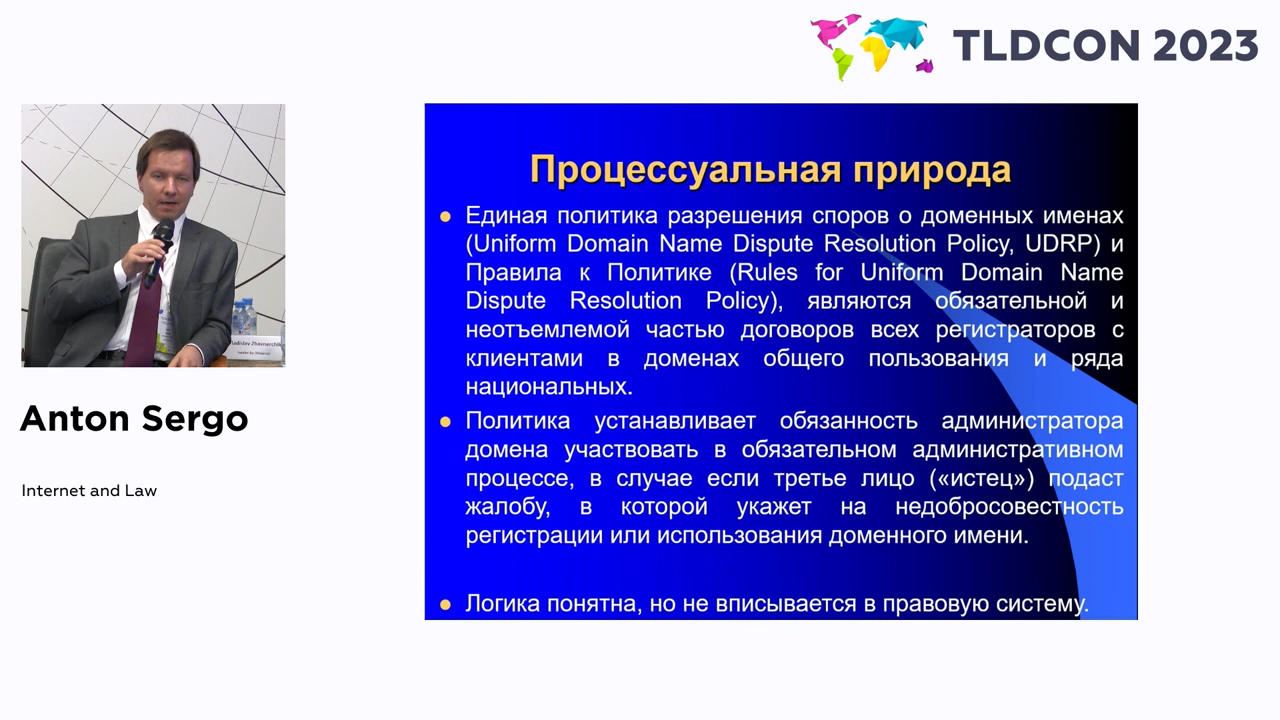 TLDCON 2023
Процессуальная природа
Единая политика разрешения споров о доменных именах
(Uniform Domain Name Dispute Resolution Policy, UDRP) и
Правила к Политике (Rules for Uniform Domain Name
Dispute Resolution Policy), являются обязательной и
неотъемлемой частью договоров всех регистраторов с
клиентами в доменах общего пользования и ряда
национальных.
Политика устанавливает обязанность администратора
домена участвовать в обязательном административном
процессе, в случае если третье лицо («истец») подаст
жалобу, в которой укажет на недобросовестность
регистрации или использования доменного имени.
Логика понятна, но не вписывается в правовую систему.
Anton Sergo
Internet and Law